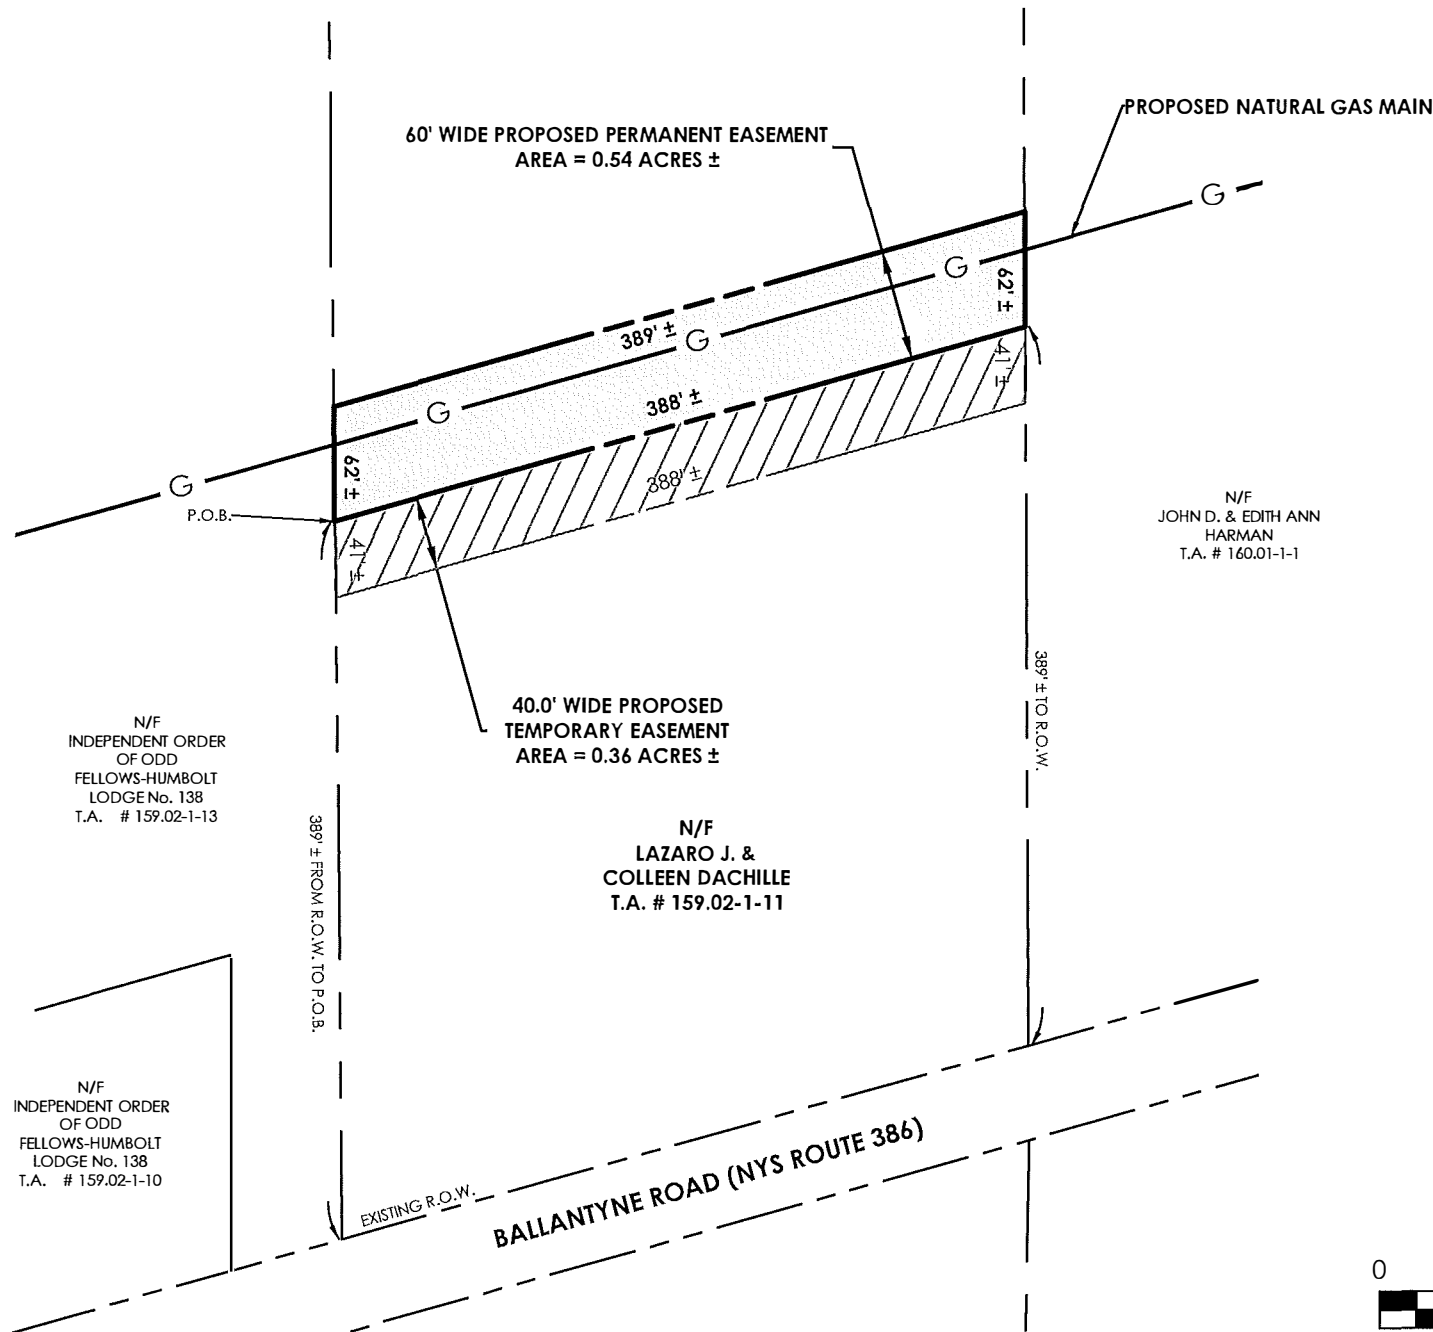 PROPOSED NATURAL GAS MAIN
60' WIDE PROPOSED PERMANENT EASEMENT
AREA = 0.54 ACRES ±
G
G
62' ±
389' ±
G
41' ±
388' ±
G
62' ±
388' ±
G
P.O.B.
41' ±
N/F
JOHN D. & EDITH ANN
HARMAN
T.A. # 160.01-1-1
389' ± TO R.O.W.
40.0' WIDE PROPOSED
TEMPORARY EASEMENT
AREA = 0.36 ACRES ±
N/F
INDEPENDENT ORDER
OF ODD
FELLOWS-HUMBOLT
LODGE No. 138
T.A. # 159.02-1-13
389' ± FROM R.O.W. TO P.O.B.
N/F
LAZARO J. &
COLLEEN DACHILLE
T.A. # 159.02-1-11
N/F
INDEPENDENT ORDER
OF ODD
FELLOWS-HUMBOLT
LODGE No. 138
T.A. # 159.02-1-10
EXISTING R.O.W.
BALLANTYNE ROAD (NYS ROUTE 386)
0